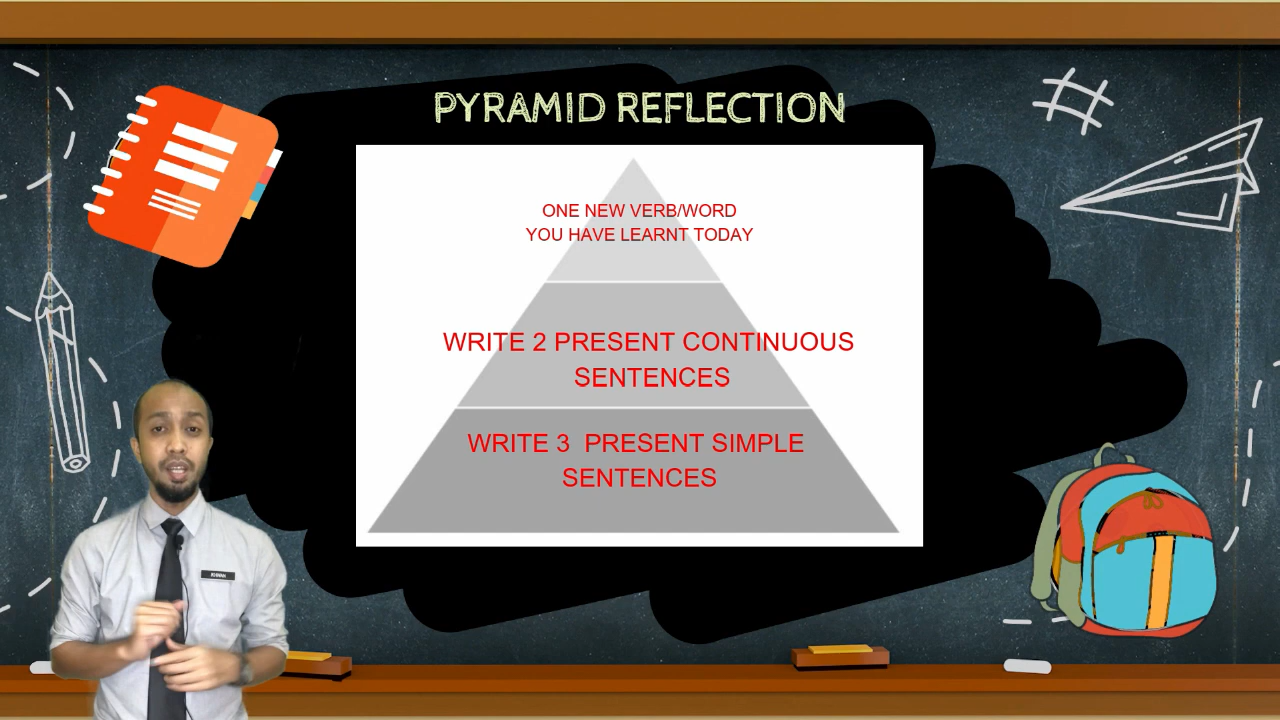 PYRAMID REFLECTION
ONE NEW VERB/WORD
YOU HAVE LEARNT TODAY
WRITE 2 PRESENT CONTINUOUS
SENTENCES
WRITE 3  PRESENT SIMPLE
SENTENCES